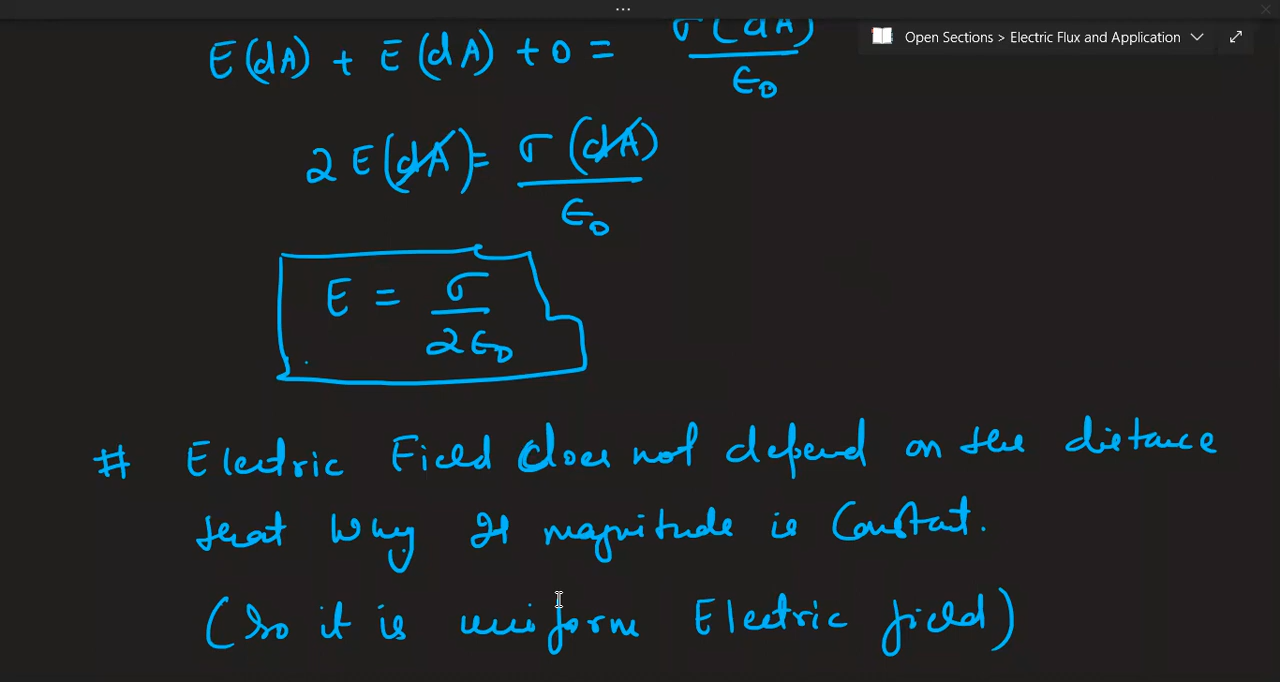 Open Sections > Electric Flux and Application
E(dA) + E(dA) + 0 = σ(dA)/ε0
2E(dA) = σ(dA)/ε0
E = σ/2ε0
# Electric Field does not depend on the distance
that why It magnitude is Constant.
(So it is uniform Electric field)